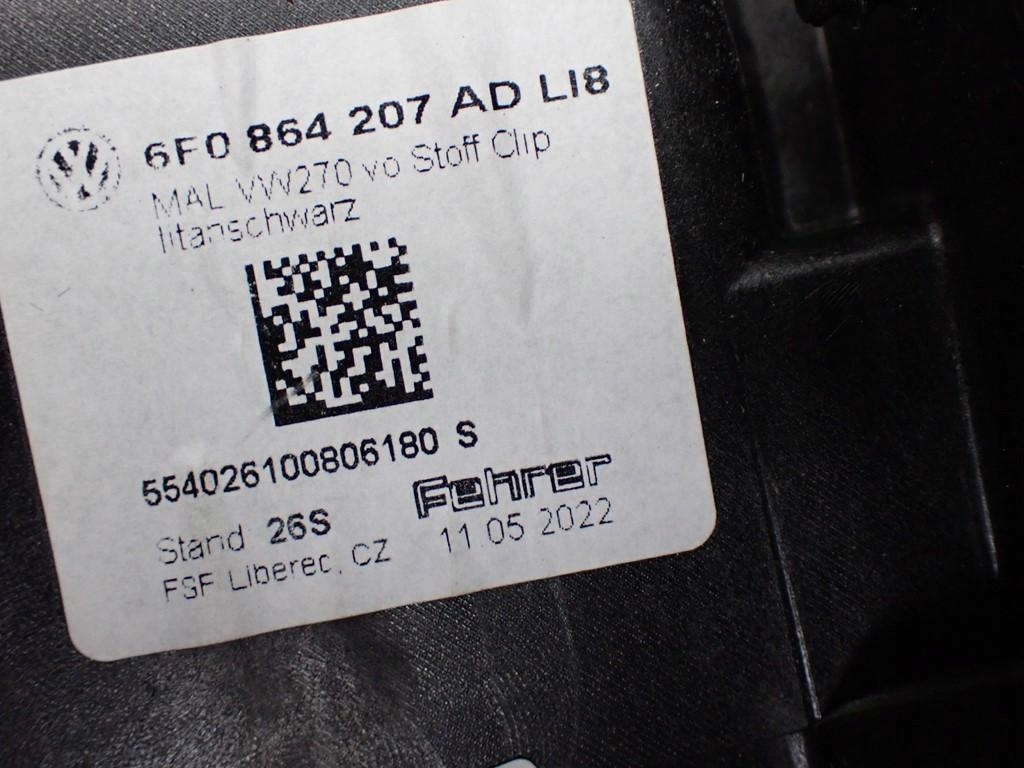 6F0 864 207 AD LI8
MAL VW270 vo Stoff Clip
titanschwarz
554026100806180 S
Stand 26S
Fehrer
FSF Liberec, CZ
11.05 2022